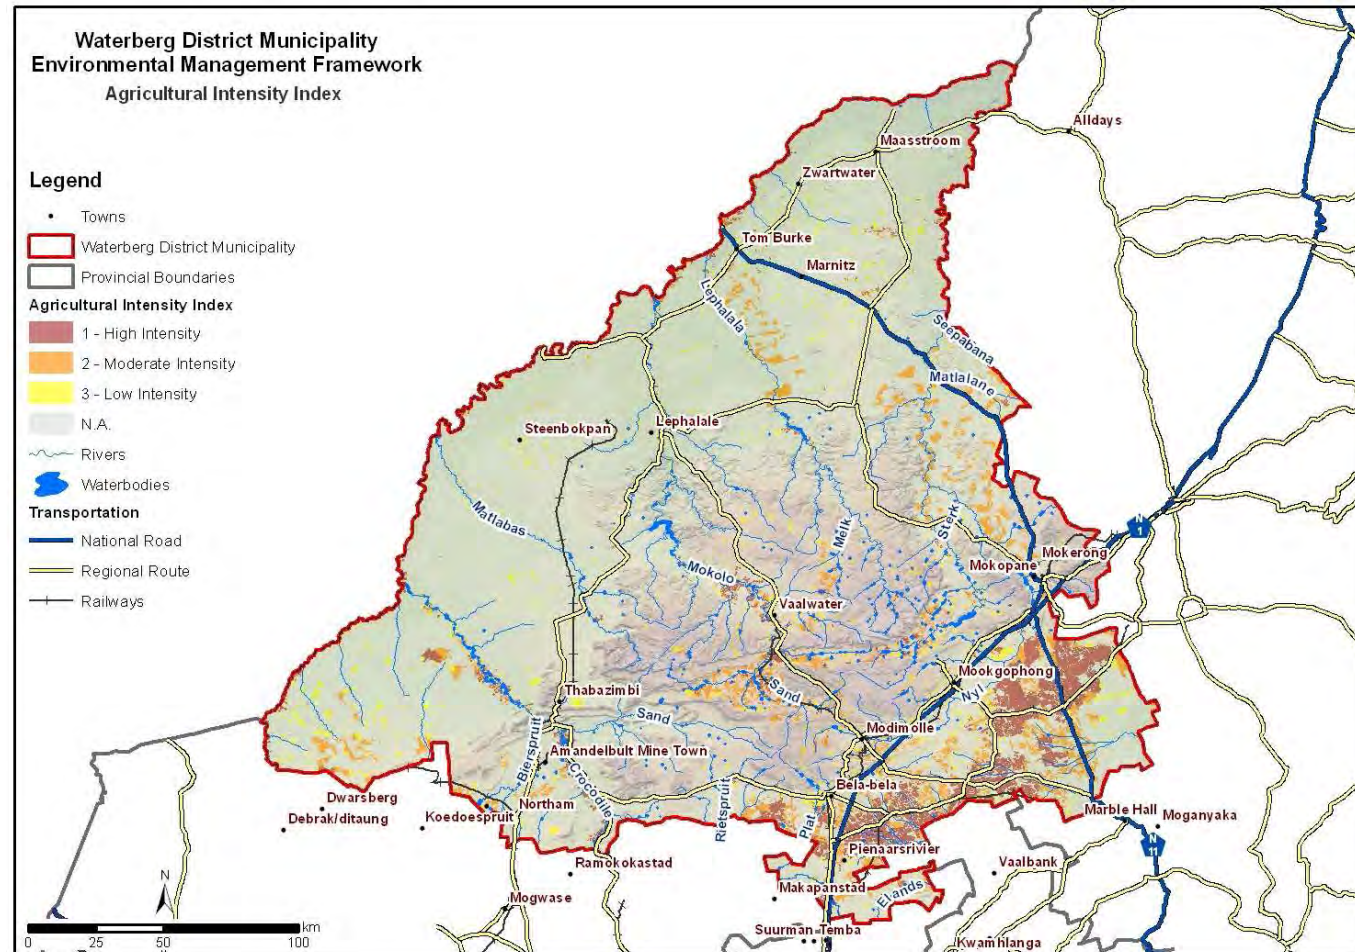 Waterberg District Municipality
Environmental Management Framework
Agricultural Intensity Index
Legend
Towns
Waterberg District Municipality
Provincial Boundaries
Agricultural Intensity Index
1 - High Intensity
2 - Moderate Intensity
3 - Low Intensity
N.A.
Rivers
Waterbodies
Transportation
National Road
Regional Route
Railways
Alldays
Maasstroom
Zwartwater
Tom Burke
Marnitz
Lephalala
Seepabana
Matlalane
Steenbokpan
Lephalale
Matlabas
Melk
Sterk
N
1
Mokerong
Mokopane
Mokolo
Vaalwater
Mookgophong
Nyl
Thabazimbi
Sand
Sand
Modimolle
Bierspruit
Amandelbult Mine Town
Crocodile
Bela-bela
Dwarsberg
Debrak/ditaung
Koedoespruit
Northam
Rietspruit
Plat
Marble Hall
Moganyaka
N
11
Pienaarsrivier
Ramokokastad
Vaalbank
Makapanstad
Elands
Mogwase
Suurman
Temba
Kwamhlanga
N
km
0 25 50 100